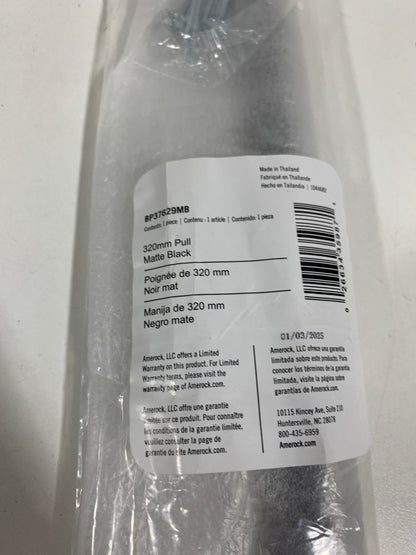 Made in Thailand
Fabriqué en Thaïlande
Hecho en Tailandia |
BP37629MB
Contents: 1 piece | Contenu : 1 article | Contenido: 1 pieza
320mm Pull
Matte Black
Poignée de 320 mm
Noir mat
Manija de 320 mm
Negro mate
01/03/2025
Amerock, LLC offers a Limited
Warranty on this product. For Limited
Warranty terms, please visit the
warranty page of Amerock.com.
Amerock, LLC offre une garantie
limitée sur ce produit. Pour connaître
les conditions de la garantie limitée,
veuillez consulter la page de
garantie du site Amerock.com.
Amerock, LLC ofrece una garantía
limitada sobre este producto. Para
conocer los términos de la garantía
limitada, visite la página sobre
garantías de Amerock.com.
10115 Kincey Ave, Suite 210
Huntersville, NC 28078
800-435-6959
Amerock.com